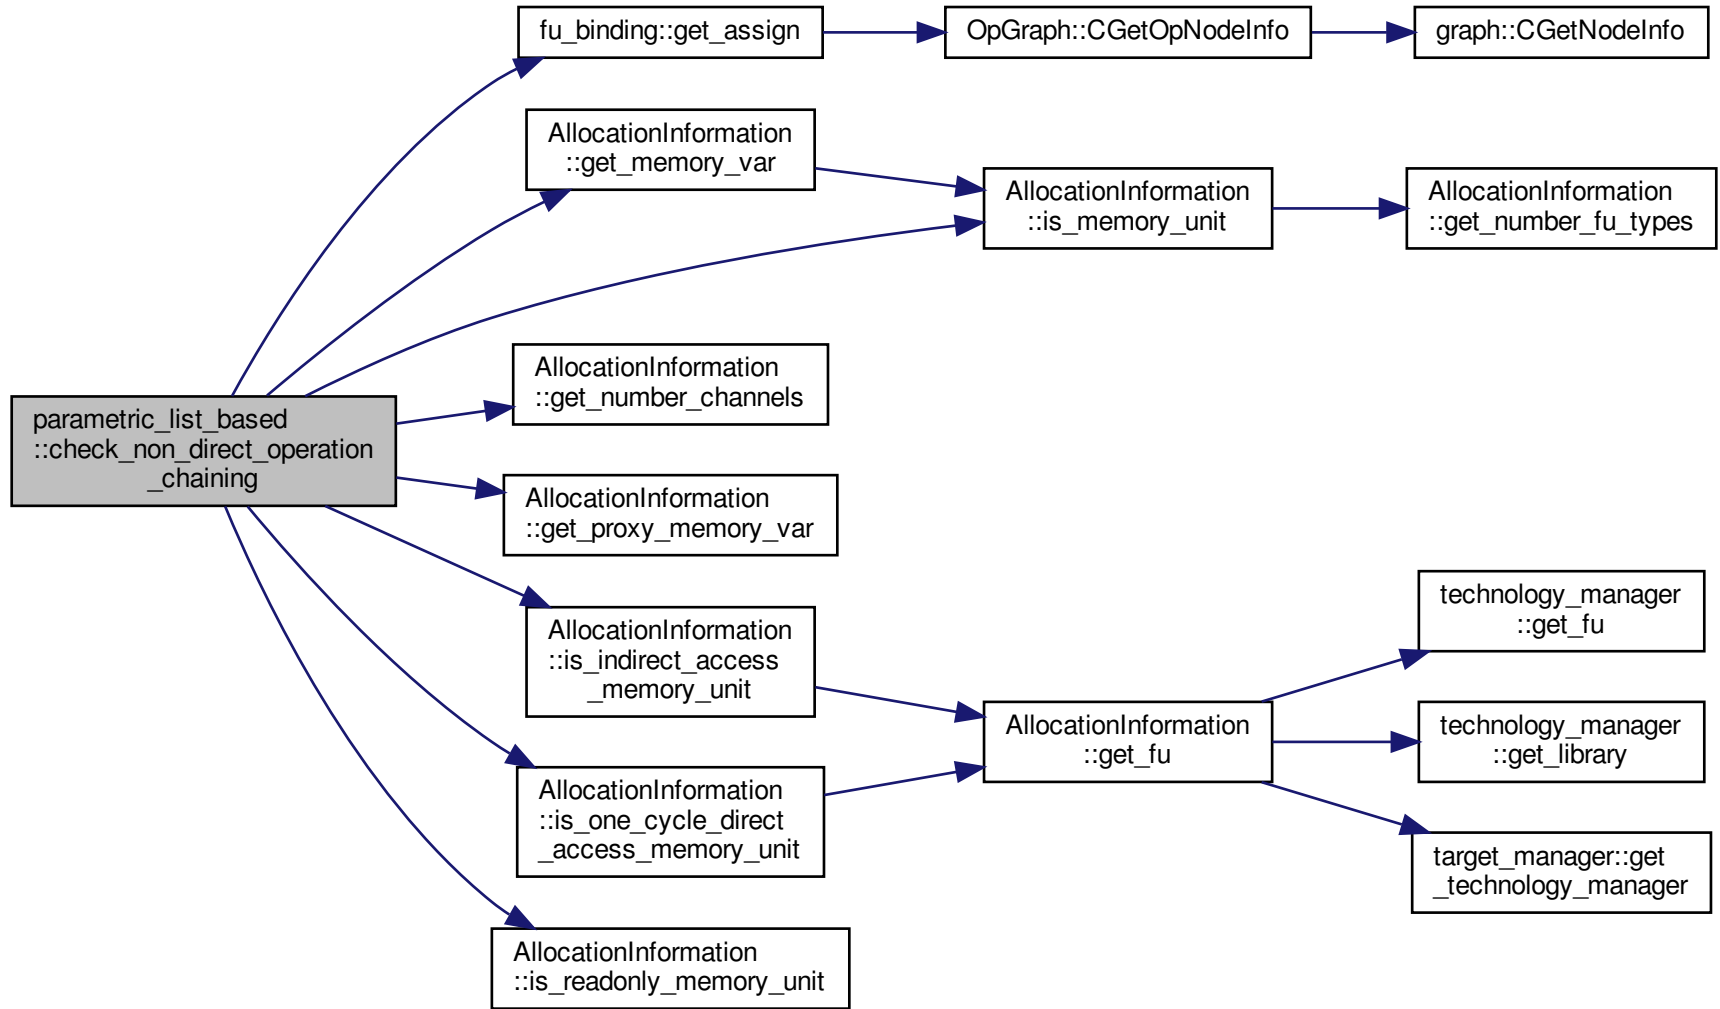 fu_binding::get_assign
OpGraph::CGetOpNodeInfo
graph::CGetNodeInfo
AllocationInformation
::get_memory_var
AllocationInformation
::is_memory_unit
AllocationInformation
::get_number_fu_types
AllocationInformation
::get_number_channels
parametric_list_based
::check_non_direct_operation
_chaining
AllocationInformation
::get_proxy_memory_var
AllocationInformation
::is_indirect_access
_memory_unit
technology_manager
::get_fu
AllocationInformation
::get_fu
technology_manager
::get_library
AllocationInformation
::is_one_cycle_direct
_access_memory_unit
target_manager::get
_technology_manager
AllocationInformation
::is_readonly_memory_unit